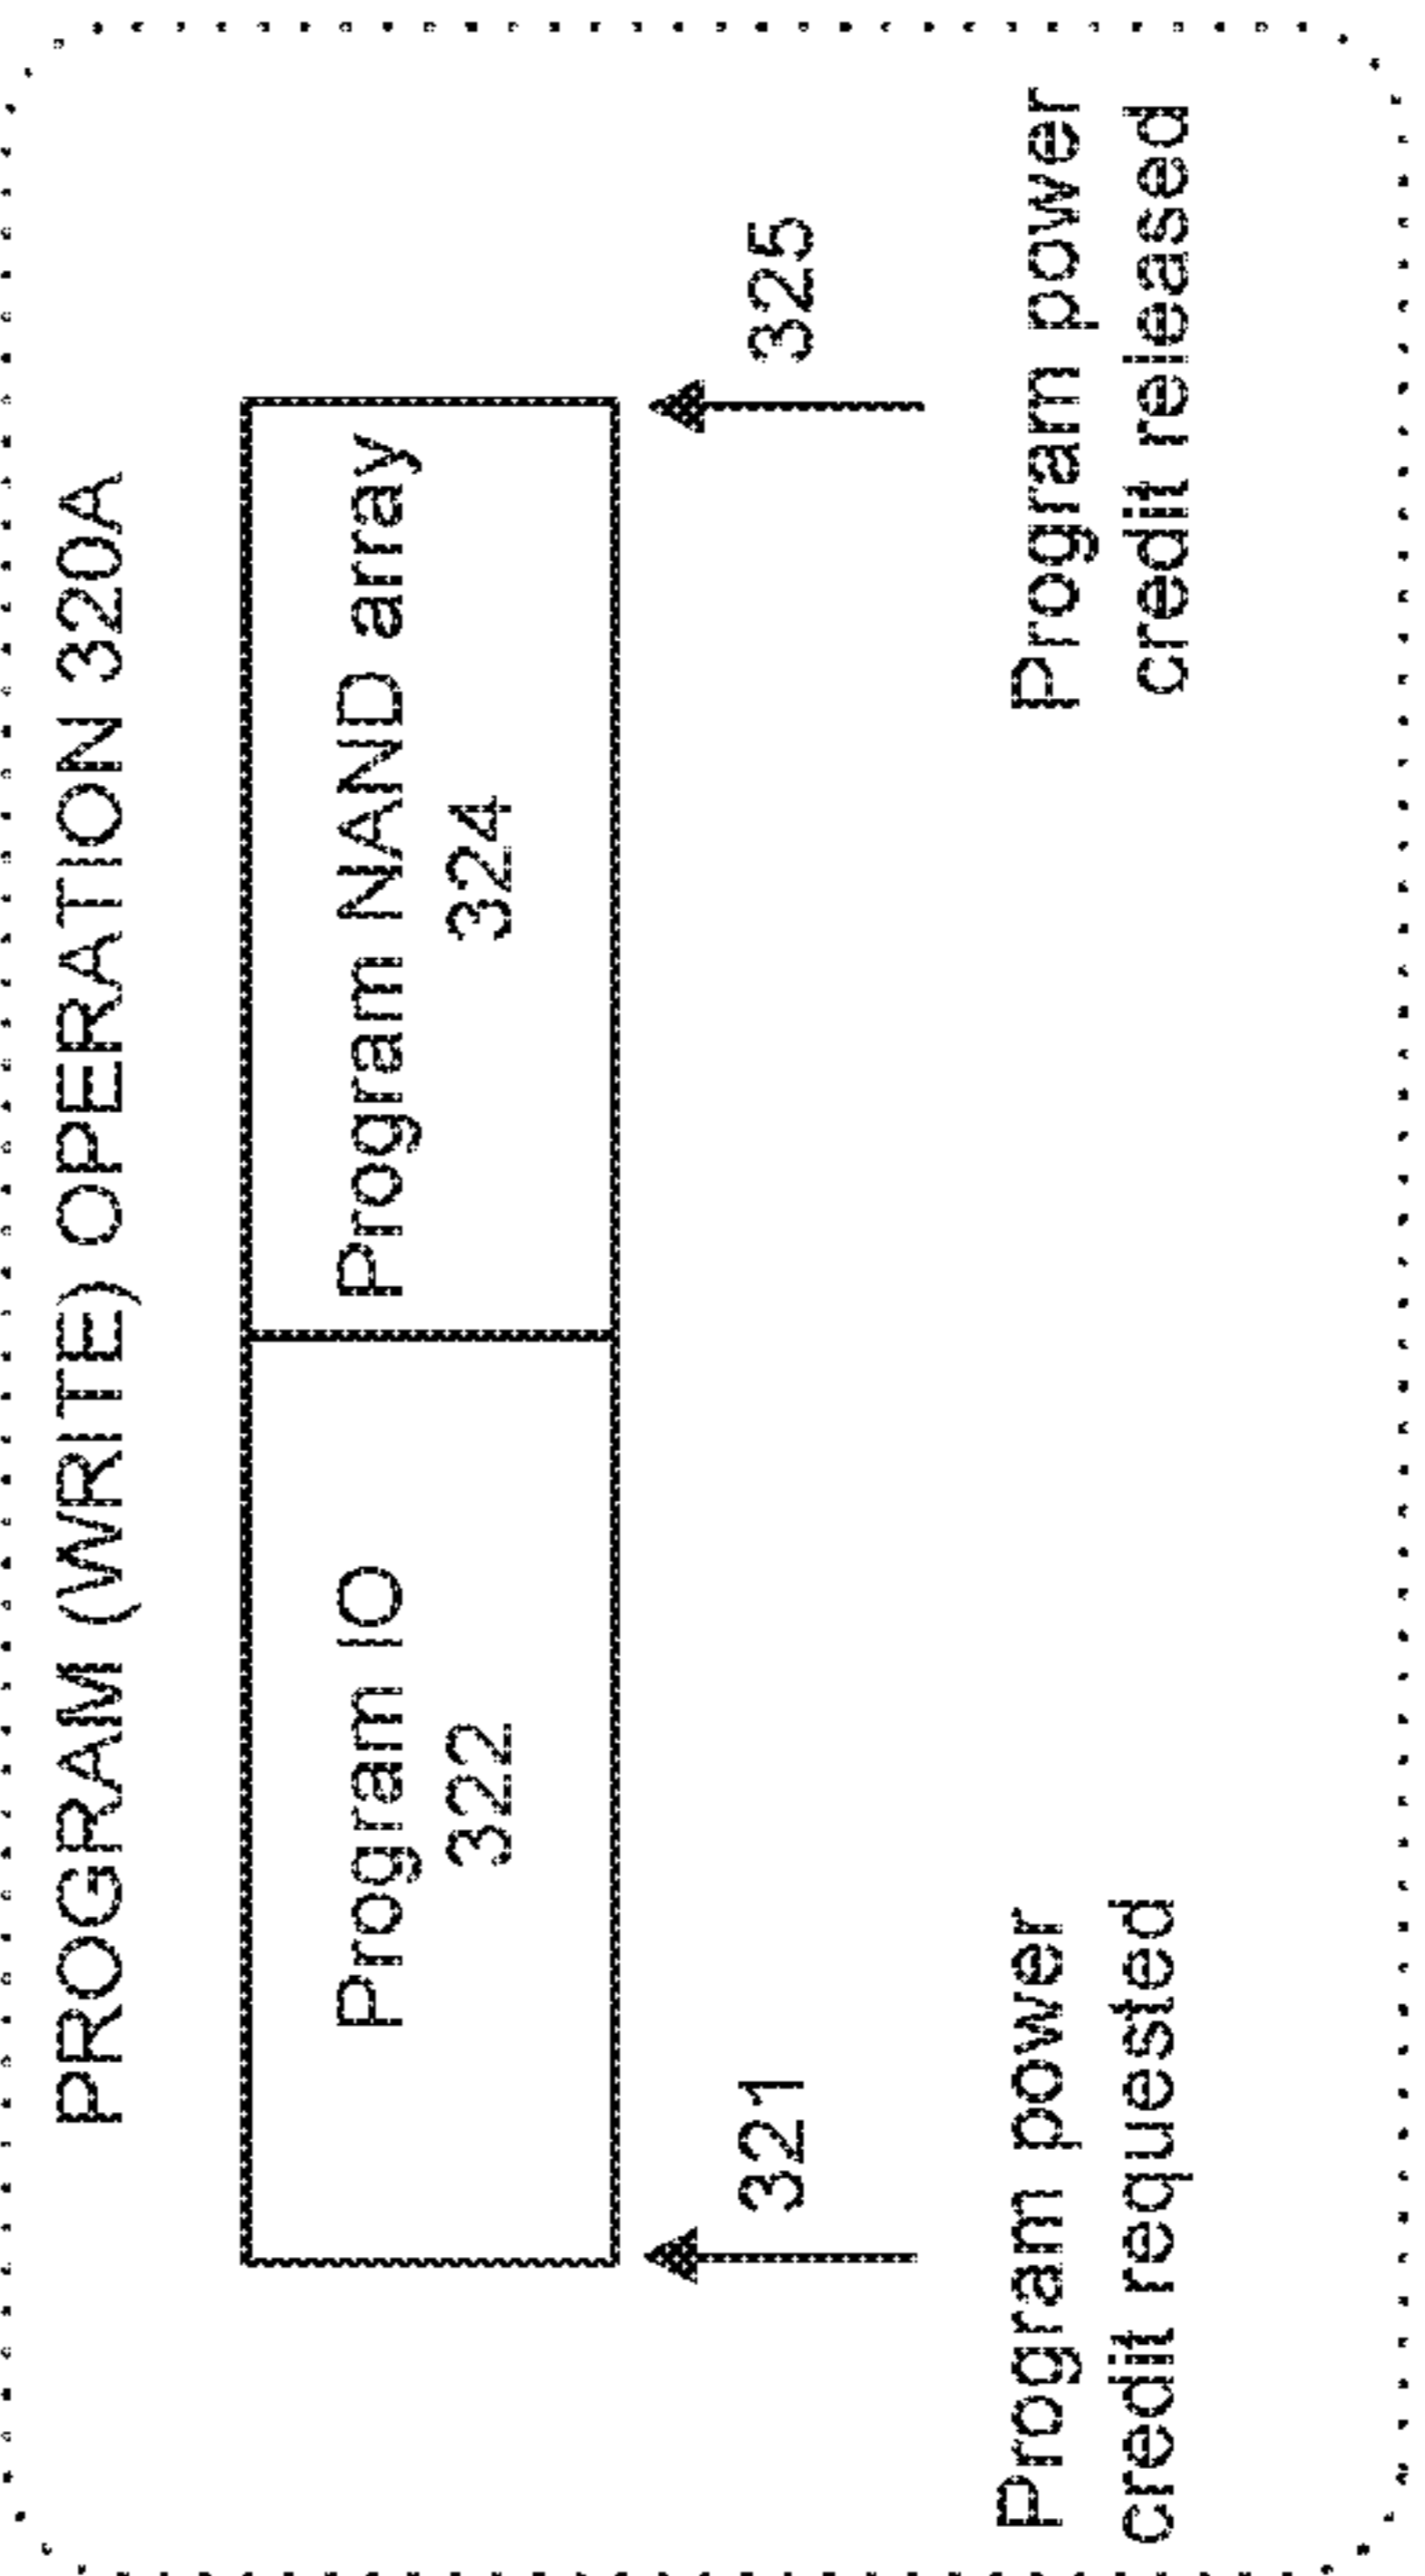 PROGRAM (WRITE) OPERATION 320A
Program IO
322
Program NAND array
324
321
325
Program power
credit requested
Program power
credit released